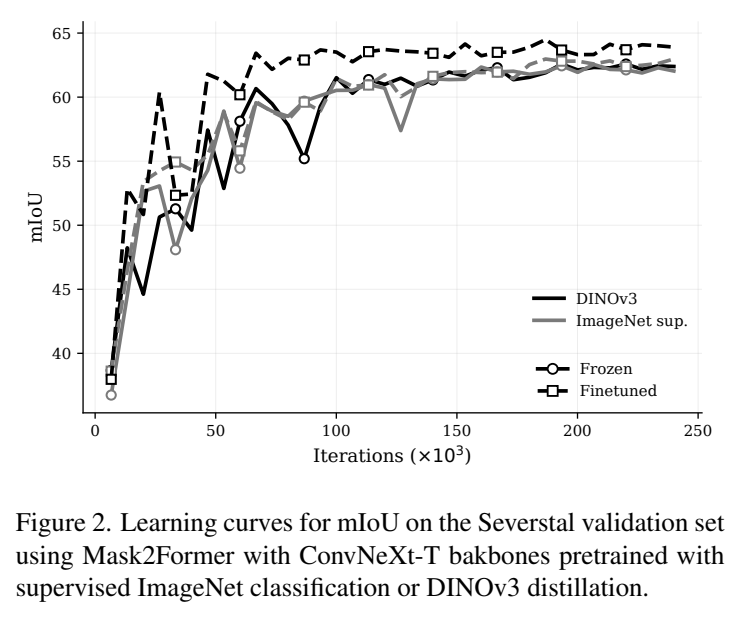 65
60
55
50
45
40
mIoU
DINOv3
ImageNet sup.
Frozen
Finetuned
0 50 100 150 200 250
Iterations (×10³)
Figure 2. Learning curves for mIoU on the Severstal validation set
using Mask2Former with ConvNeXt-T bakbones pretrained with
supervised ImageNet classification or DINOv3 distillation.